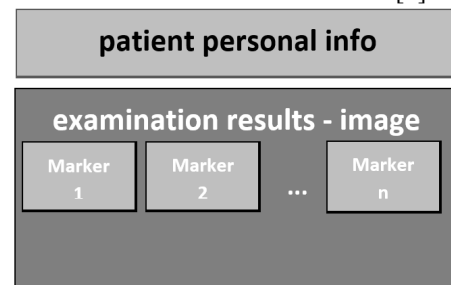 patient personal info
examination results - image
Marker Marker ... Marker
1 2 n